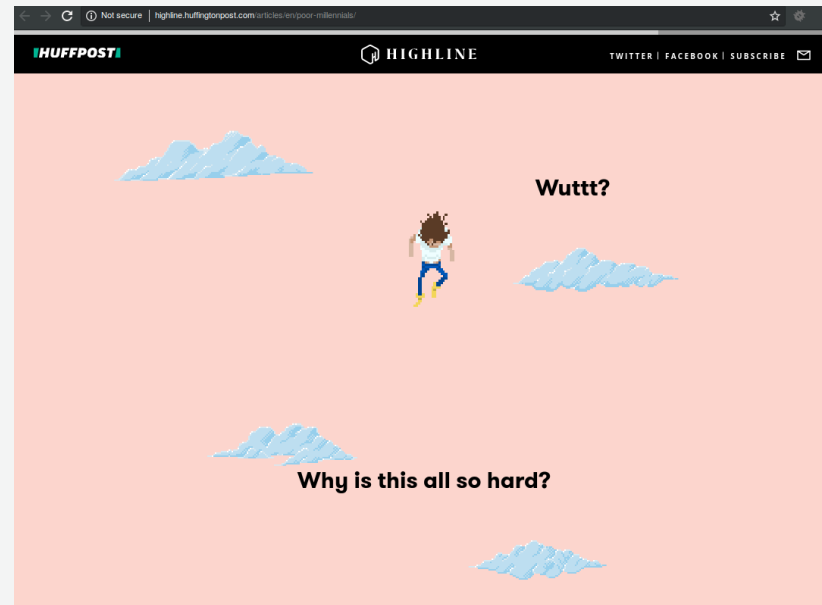 Not secure | highline.huffingtonpost.com/articles/en/poor-millennials/
HUFFPOST
HIGHLINE
TWITTER | FACEBOOK | SUBSCRIBE
Wuttt?
Why is this all so hard?